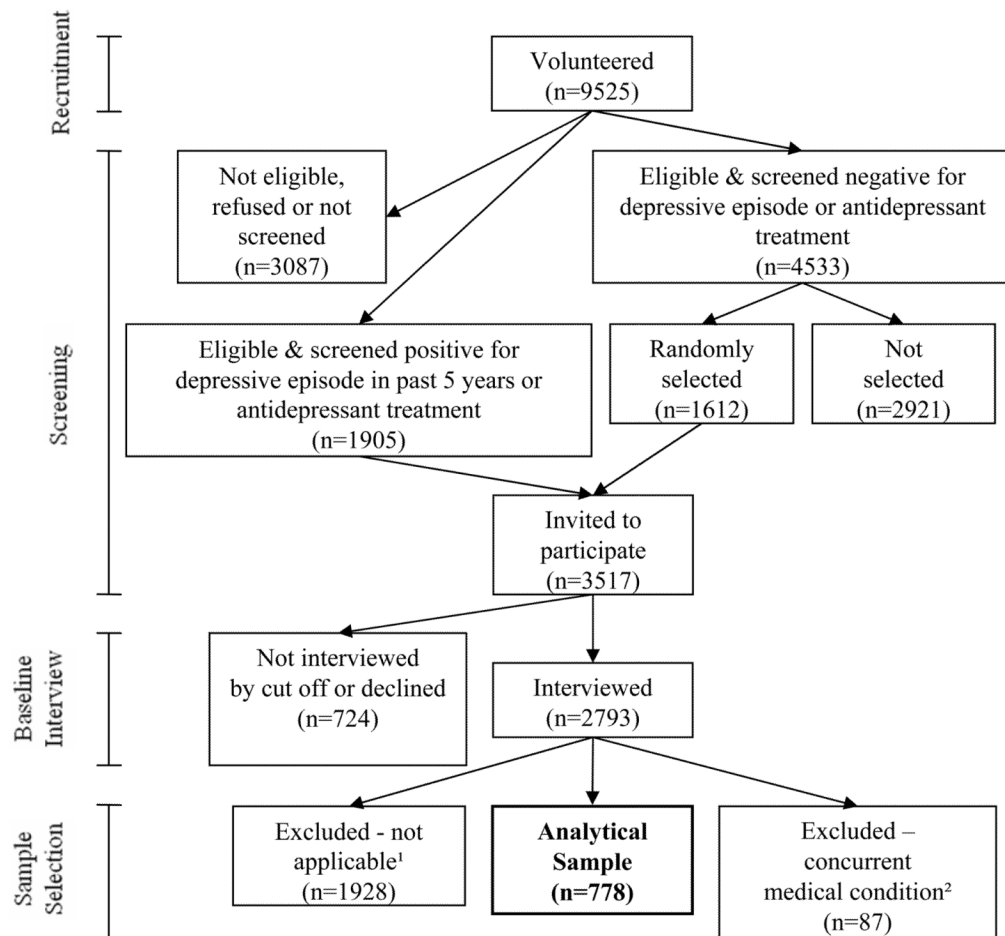 Recruitment
Volunteered
(n=9525)
Screening
Not eligible,
refused or not
screened
(n=3087)
Eligible & screened negative for
depressive episode or antidepressant
treatment
(n=4533)
Eligible & screened positive for
depressive episode in past 5 years or
antidepressant treatment
(n=1905)
Randomly
selected
(n=1612)
Not
selected
(n=2921)
Invited to
participate
(n=3517)
Baseline
Interview
Not interviewed
by cut off or declined
(n=724)
Interviewed
(n=2793)
Sample
Selection
Excluded - not
applicable¹
(n=1928)
Analytical
Sample
(n=778)
Excluded –
concurrent
medical condition²
(n=87)